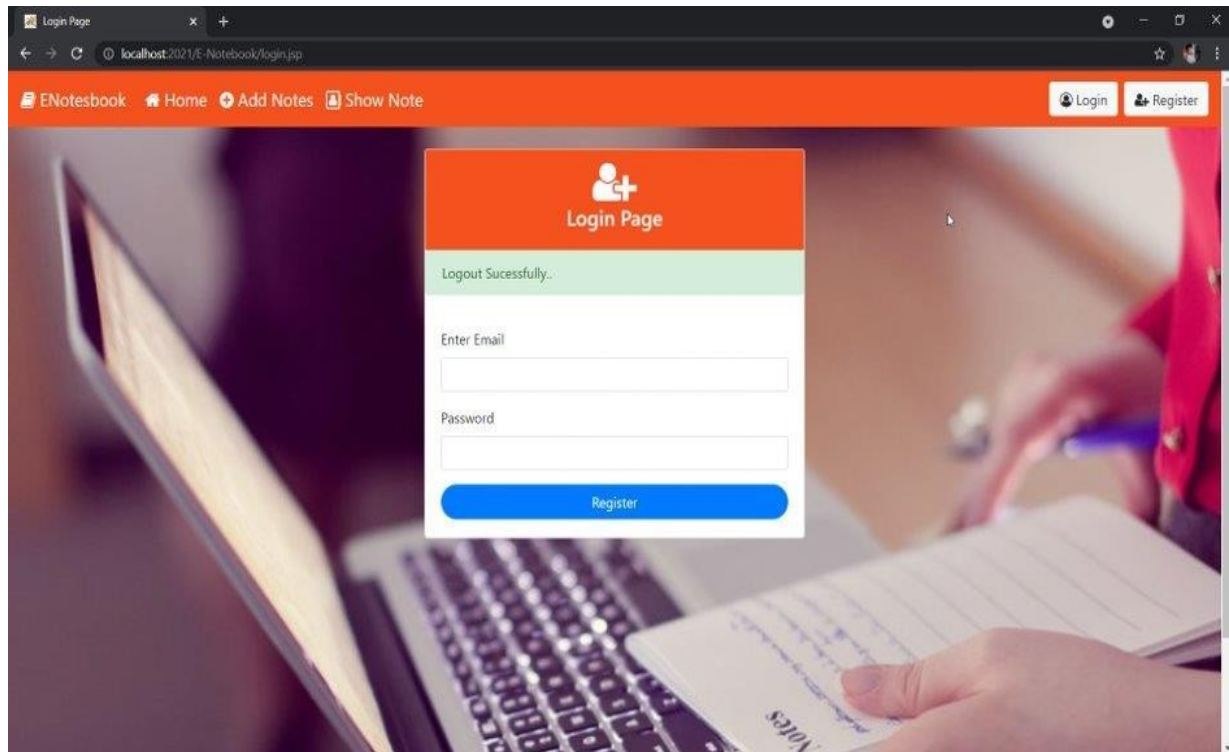 Login Page
localhost:2021/E-Notebook/login.jsp
ENotesbook Home Add Notes Show Note Login Register
Login Page
Logout Sucessfully..
Enter Email
Password
Register
Notes